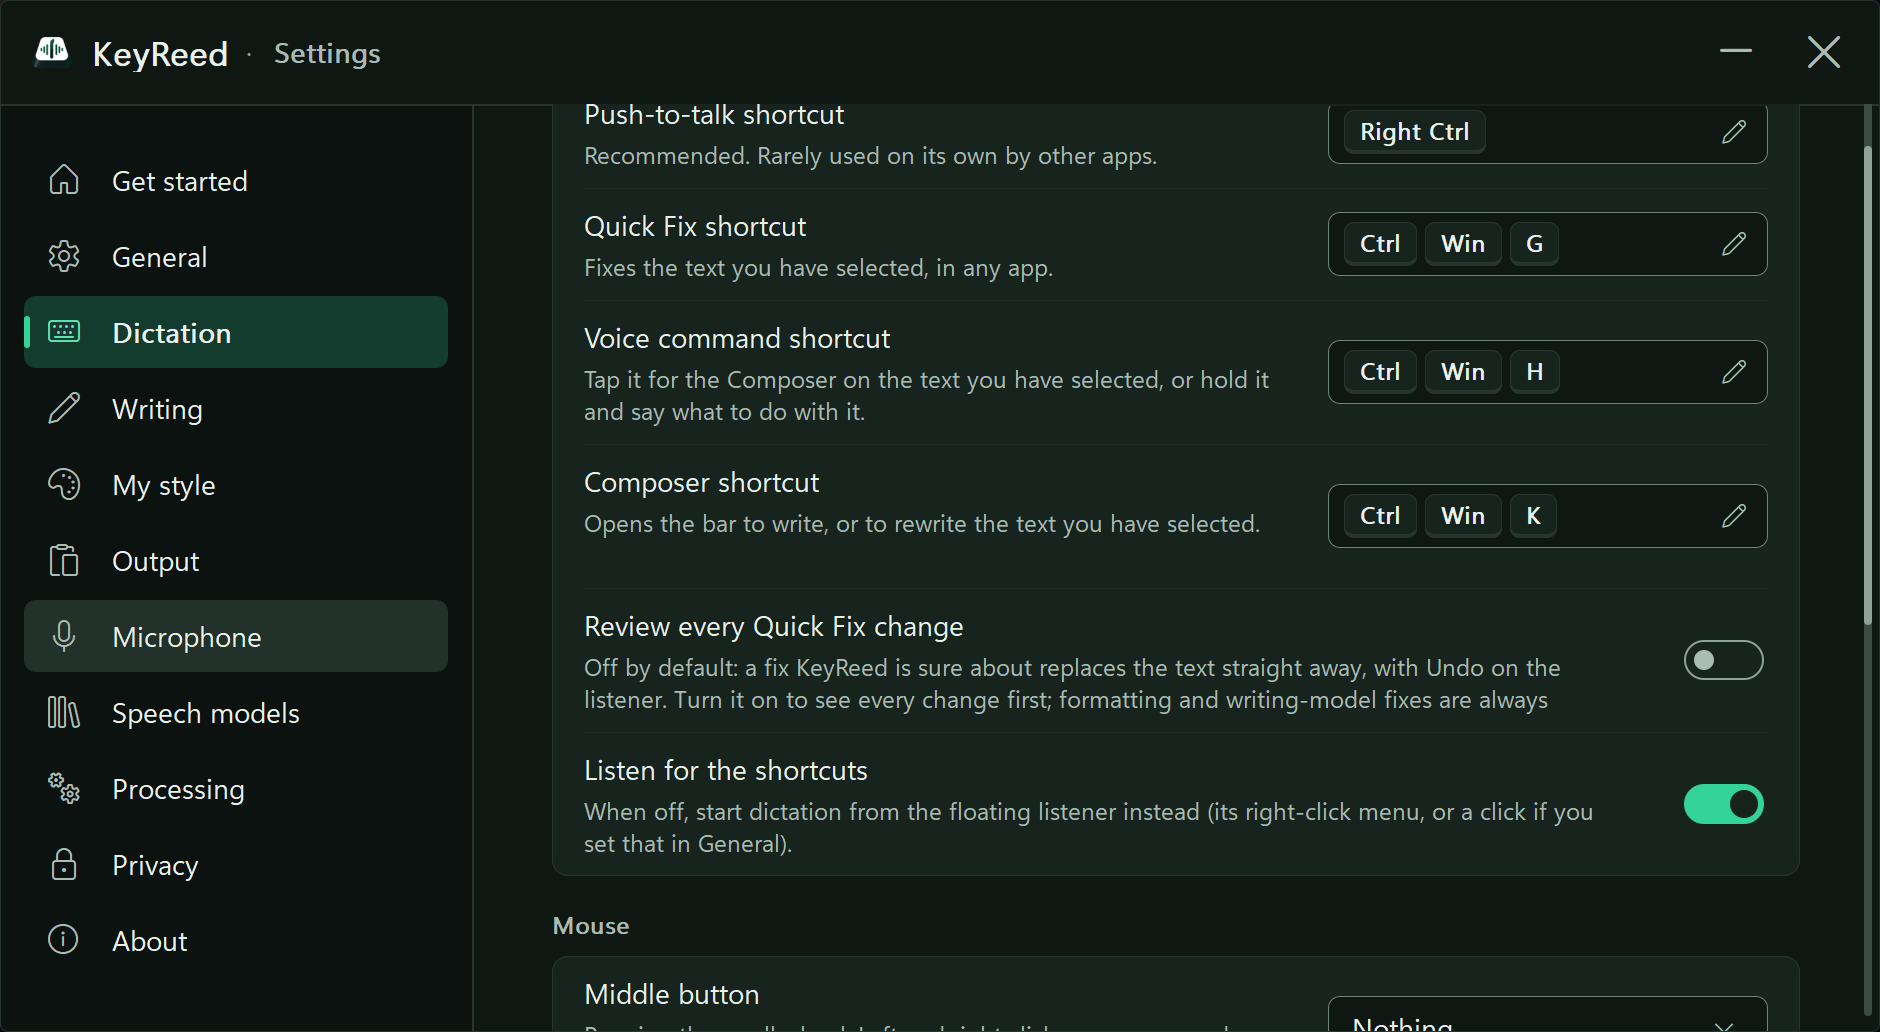 KeyReed · Settings
Get started
General
Dictation
Writing
My style
Output
Microphone
Speech models
Processing
Privacy
About
Push-to-talk shortcut
Recommended. Rarely used on its own by other apps.
Right Ctrl
Quick Fix shortcut
Fixes the text you have selected, in any app.
Ctrl Win G
Voice command shortcut
Tap it for the Composer on the text you have selected, or hold it
and say what to do with it.
Ctrl Win H
Composer shortcut
Opens the bar to write, or to rewrite the text you have selected.
Ctrl Win K
Review every Quick Fix change
Off by default: a fix KeyReed is sure about replaces the text straight away, with Undo on the
listener. Turn it on to see every change first; formatting and writing-model fixes are always
Listen for the shortcuts
When off, start dictation from the floating listener instead (its right-click menu, or a click if you
set that in General).
Mouse
Middle button
Nothing